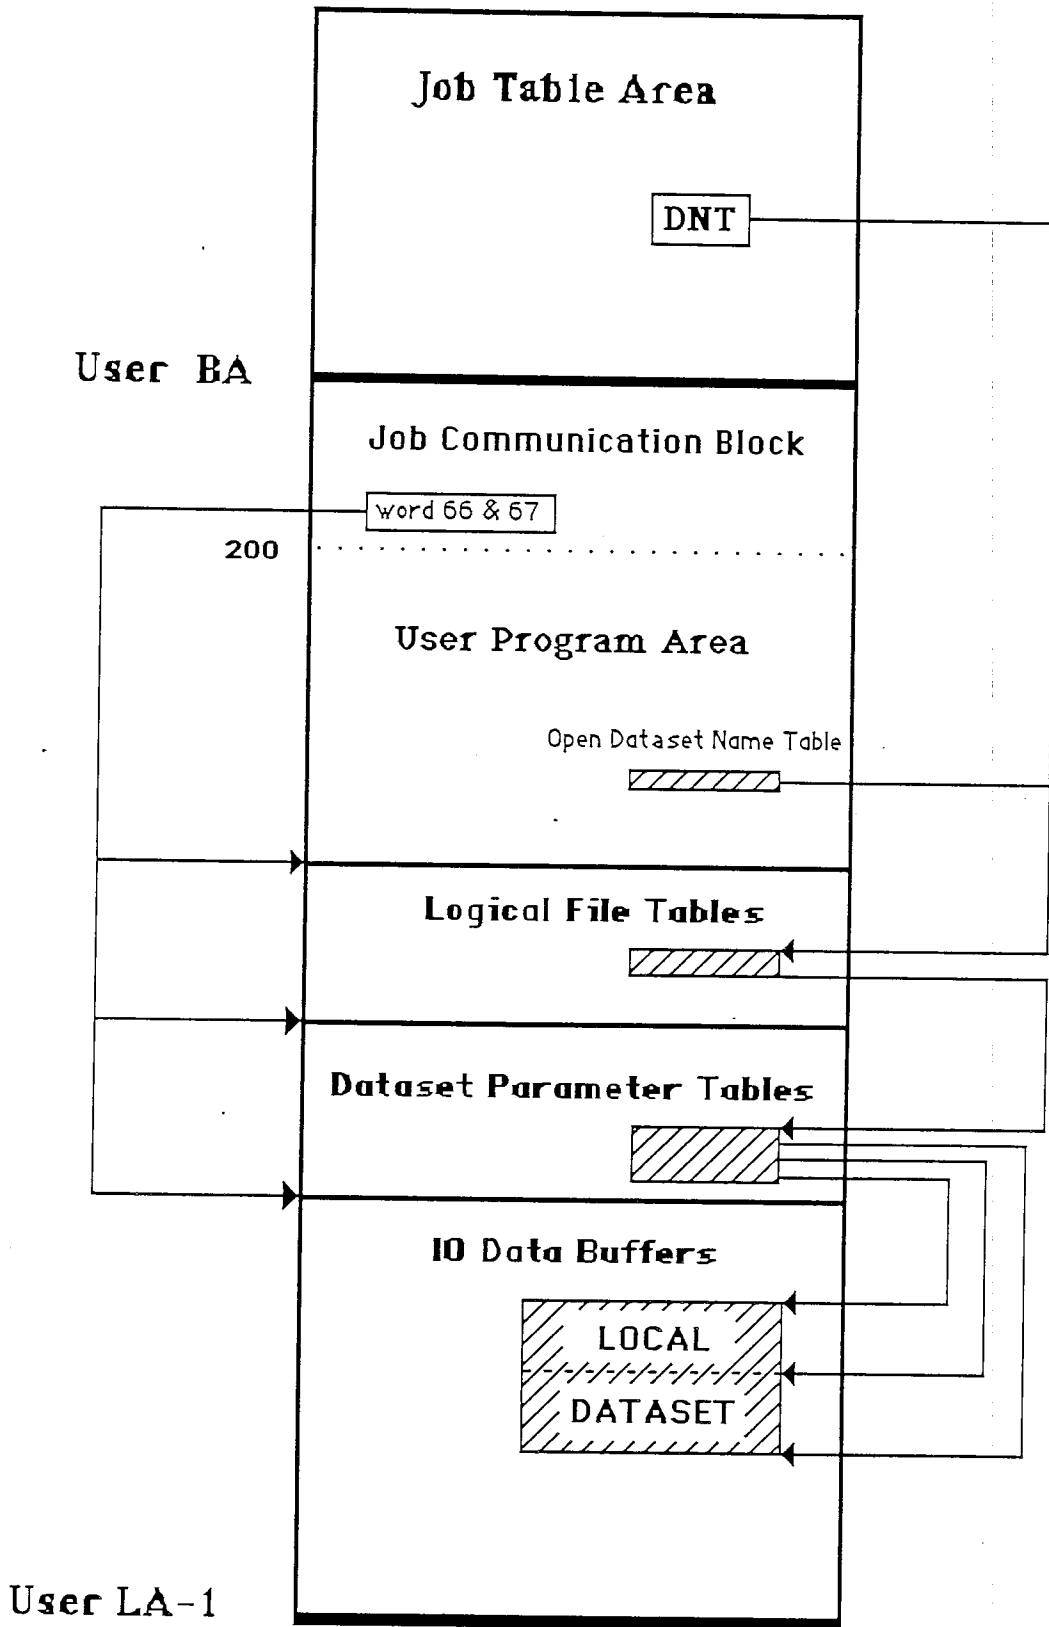 Job Table Area
DNT
User BA
Job Communication Block
word 66 & 67
200
User Program Area
Open Dataset Name Table
Logical File Tables
Dataset Parameter Tables
IO Data Buffers
LOCAL
DATASET
User LA-1